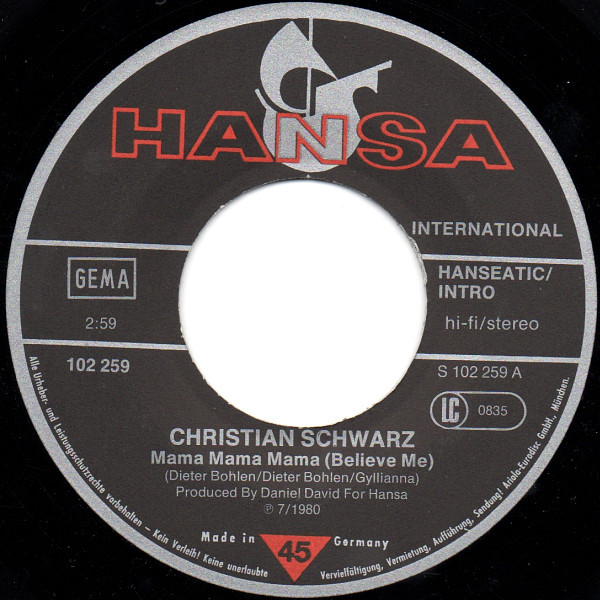 HANSA
INTERNATIONAL
GEMA
HANSEATIC/
INTRO
2:59
hi-fi/stereo
102 259
S 102 259 A
LC 0835
CHRISTIAN SCHWARZ
Mama Mama Mama (Believe Me)
(Dieter Bohlen/Dieter Bohlen/Gyllianna)
Produced By Daniel David For Hansa
℗ 7/1980
Made in 45 Germany
Alle Urheber- und Leistungsschutzrechte vorbehalten – Kein Verleih! Keine unerlaubte Vervielfältigung, Vermietung, Aufführung, Sendung! Ariola-Eurodisc GmbH., München.